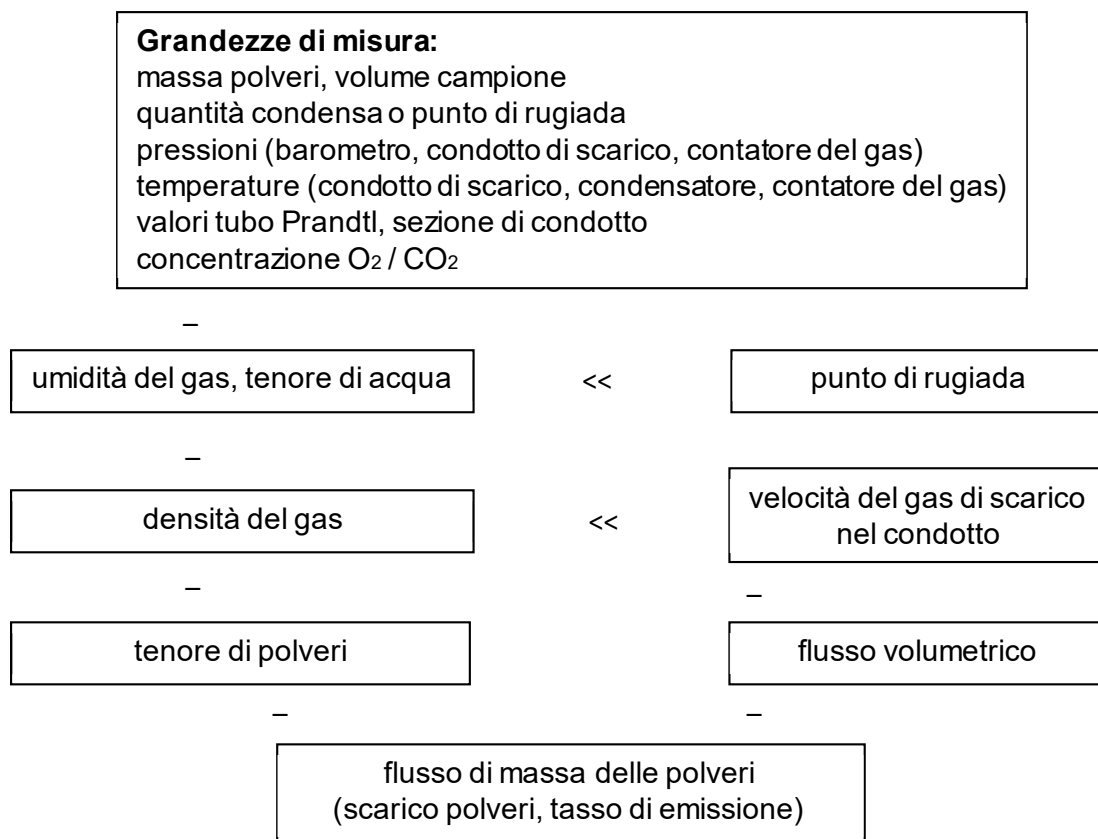 Grandezze di misura:
massa polveri, volume campione
quantità condensa o punto di rugiada
pressioni (barometro, condotto di scarico, contatore del gas)
temperature (condotto di scarico, condensatore, contatore del gas)
valori tubo Prandtl, sezione di condotto
concentrazione O₂ / CO₂
–
umidità del gas, tenore di acqua << punto di rugiada
–
densità del gas << velocità del gas di scarico
nel condotto
– –
tenore di polveri flusso volumetrico
– –
flusso di massa delle polveri
(scarico polveri, tasso di emissione)